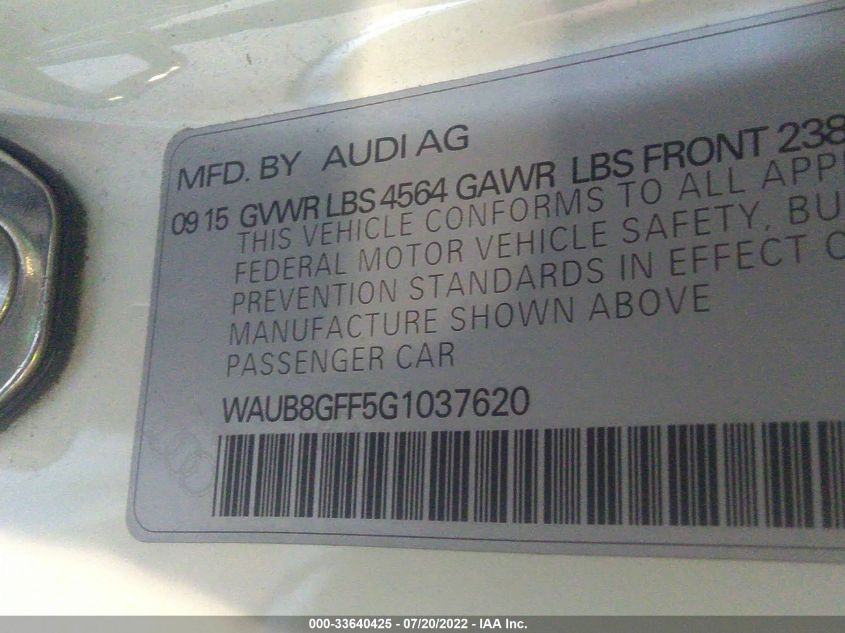 MFD. BY AUDI AG
09 15 GVWR LBS 4564 GAWR LBS FRONT 238
THIS VEHICLE CONFORMS TO ALL
FEDERAL MOTOR VEHICLE SAFETY,
PREVENTION STANDARDS IN EFFECT
MANUFACTURE SHOWN ABOVE
PASSENGER CAR
WAUB8GFF5G1037620
000-33640425 - 07/20/2022 - IAA Inc.